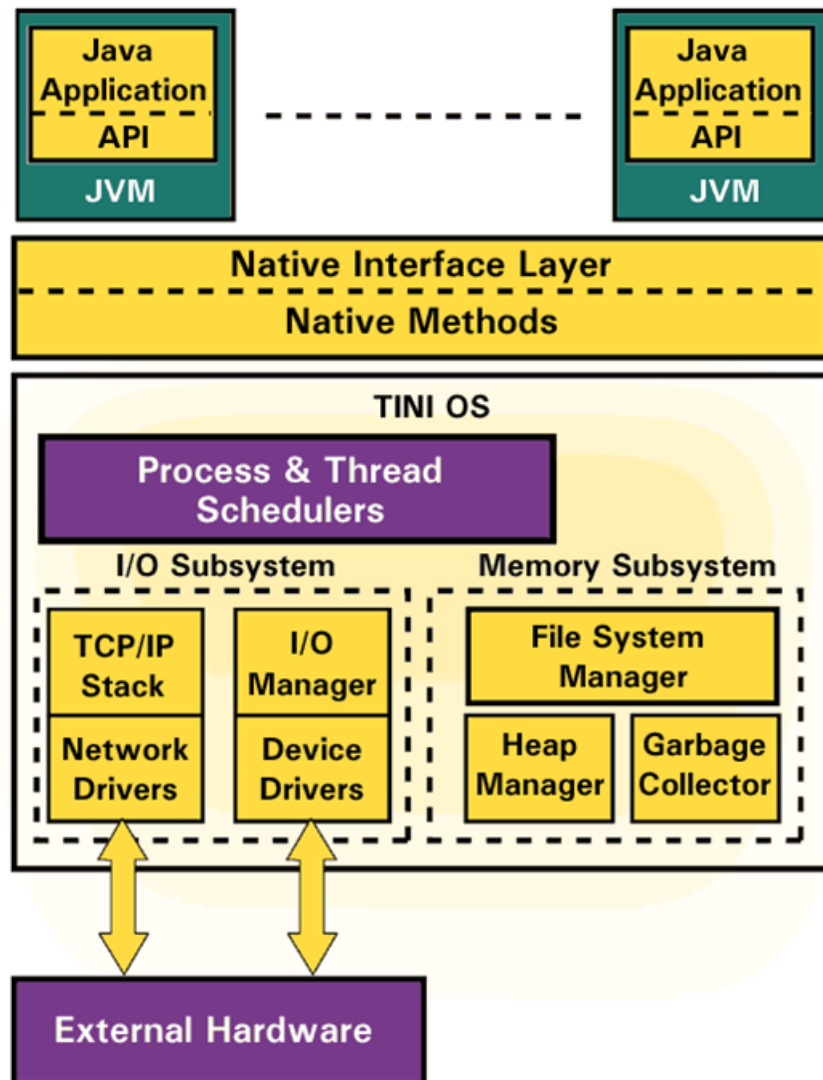 Java
Application
API
JVM
Java
Application
API
JVM
Native Interface Layer
Native Methods
TINI OS
Process & Thread
Schedulers
I/O Subsystem
Memory Subsystem
TCP/IP
Stack
I/O
Manager
File System
Manager
Network
Drivers
Device
Drivers
Heap
Manager
Garbage
Collector
External Hardware